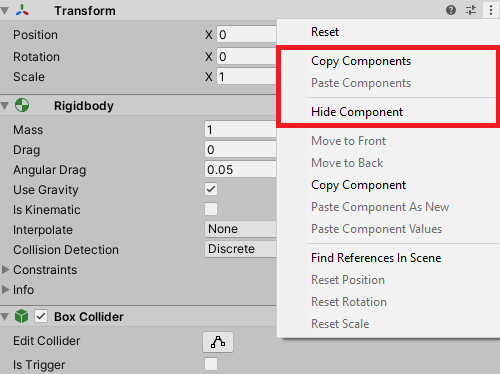 Transform
Position X 0
Rotation X 0
Scale X 1
Rigidbody
Mass 1
Drag 0
Angular Drag 0.05
Use Gravity
Is Kinematic
Interpolate None
Collision Detection Discrete
Constraints
Info
Box Collider
Edit Collider
Is Trigger
Reset
Copy Components
Paste Components
Hide Component
Move to Front
Move to Back
Copy Component
Paste Component As New
Paste Component Values
Find References In Scene
Reset Position
Reset Rotation
Reset Scale